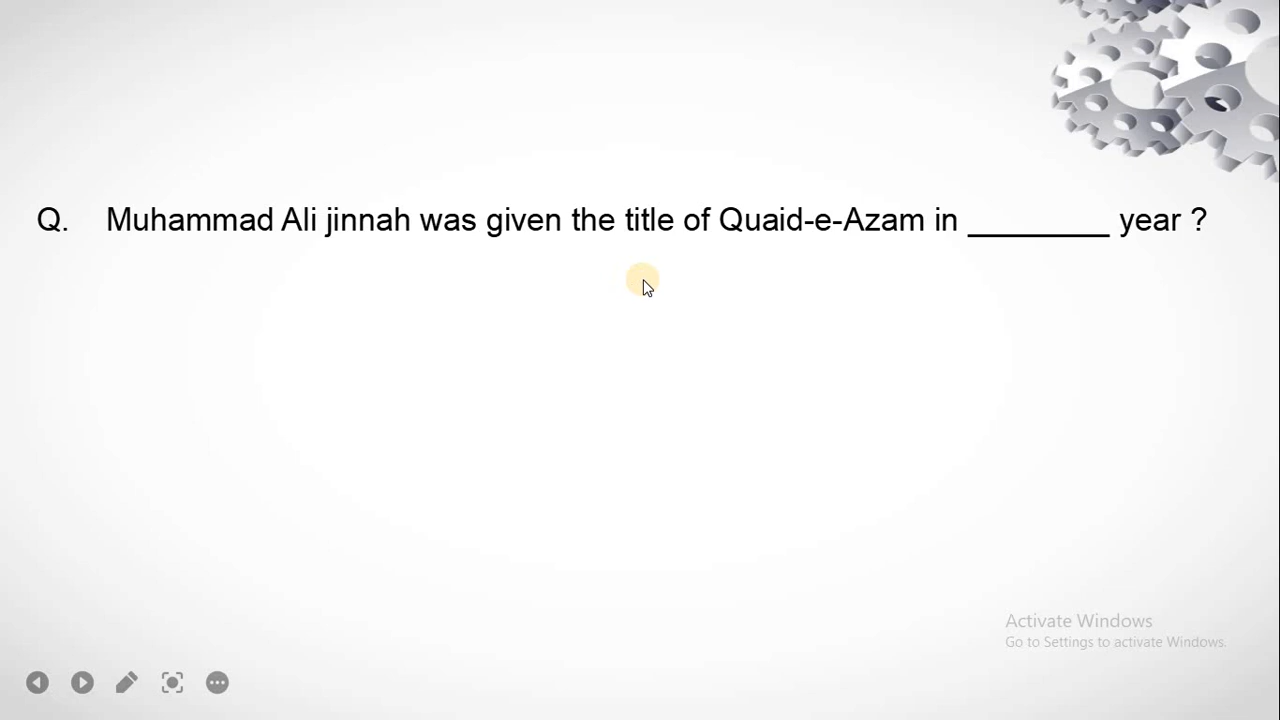 Q. Muhammad Ali jinnah was given the title of Quaid-e-Azam in ________ year ?
Activate Windows
Go to Settings to activate Windows.